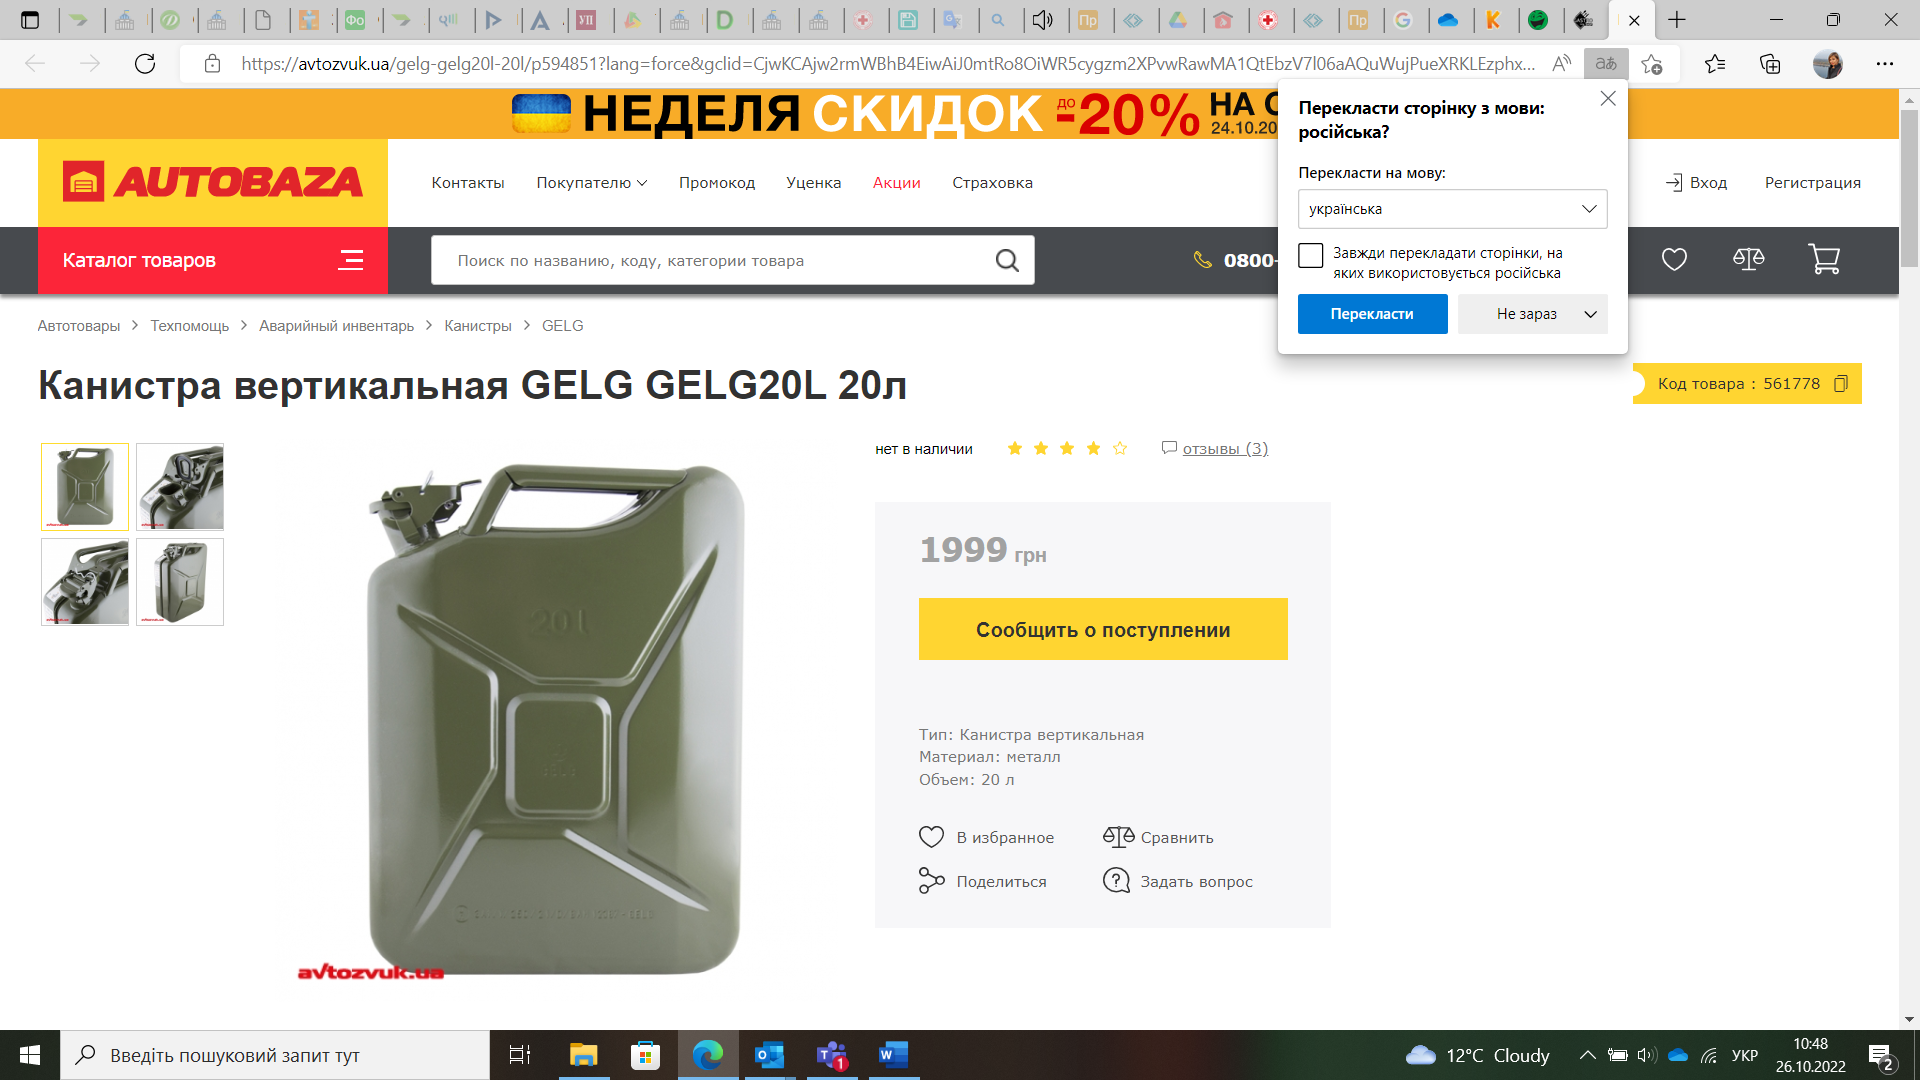 https://avtozvuk.ua/gelg-gelg20l-20l/p594851?lang=force&gclid=CjwKCAjw2rmWBhB4EiwAiJ0mtRo8OiWR5cygzm2XPvwRawMA1QtEbzV7l06aAQuWujPueXRKLEzphx...
НЕДЕЛЯ СКИДОК до -20% НА С
24.10.20
Перекласти сторінку з мови:
російська?
Перекласти на мову:
українська
Завжди перекладати сторінки, на
яких використовується російська
Перекласти
Не зараз
AUTOBAZA
Контакты
Покупателю
Промокод
Уценка
Акции
Страховка
Вход
Регистрация
Каталог товаров
Поиск по названию, коду, категории товара
0800-
Автотовары > Техпомощь > Аварийный инвентарь > Канистры > GELG
Канистра вертикальная GELG GELG20L 20л
Код товара : 561778
нет в наличии
отзывы (3)
20L
avtozvuk.ua
1999 грн
Сообщить о поступлении
Тип: Канистра вертикальная
Материал: металл
Объем: 20 л
В избранное
Сравнить
Поделиться
Задать вопрос
Введіть пошуковий запит тут
12°C Cloudy
УКР
10:48
26.10.2022
2